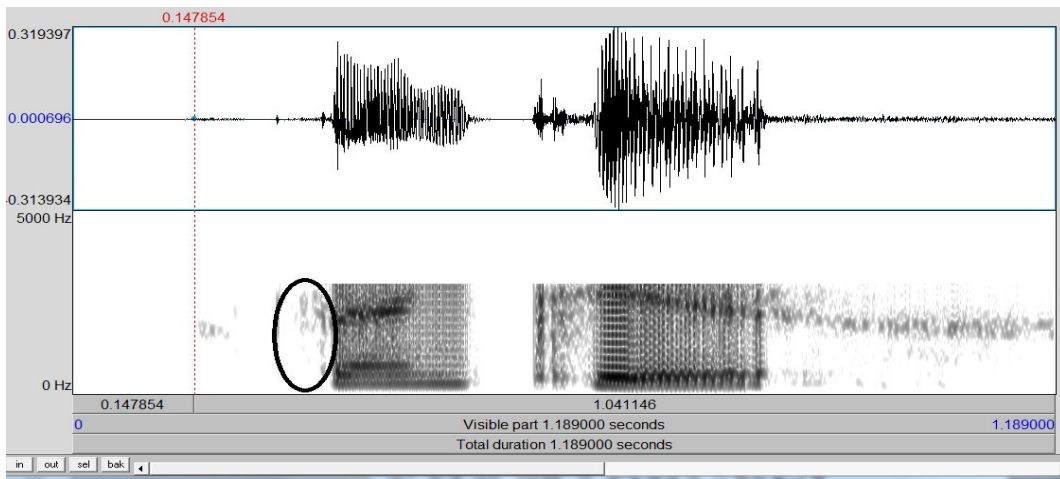 0.147854
0.319397
0.000696
-0.313934
5000 Hz
0 Hz
0.147854 1.041146
0 Visible part 1.189000 seconds 1.189000
Total duration 1.189000 seconds
in out sel bak